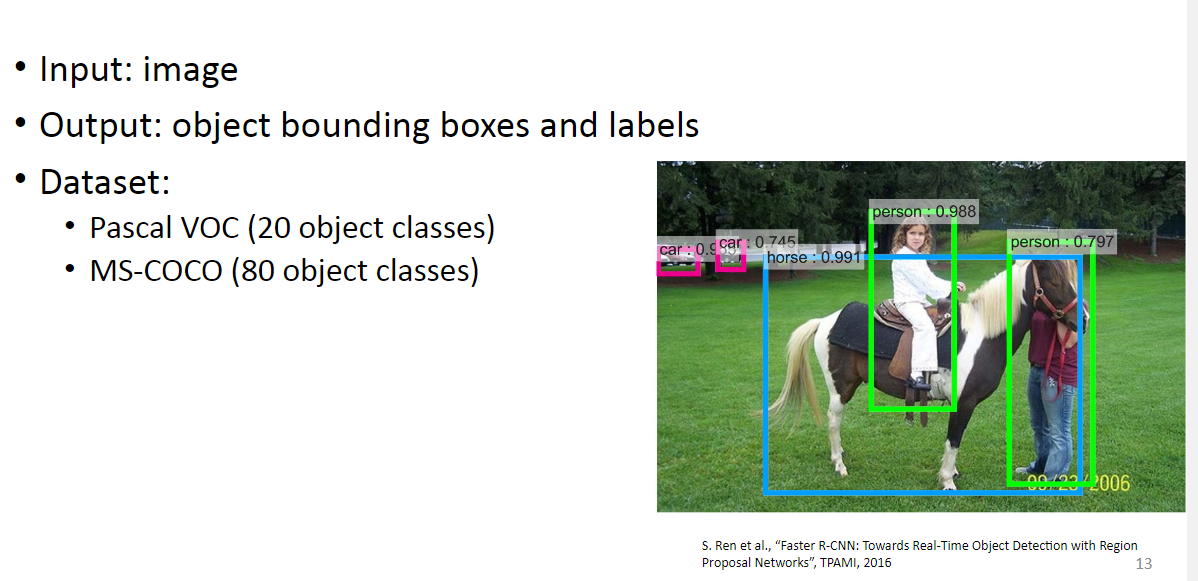 • Input: image
• Output: object bounding boxes and labels
• Dataset:
• Pascal VOC (20 object classes)
• MS-COCO (80 object classes)
person : 0.988
car : 0.9
car : 0.745
person : 0.797
horse : 0.991
09/23/2006
S. Ren et al., “Faster R-CNN: Towards Real-Time Object Detection with Region
Proposal Networks”, TPAMI, 2016
13